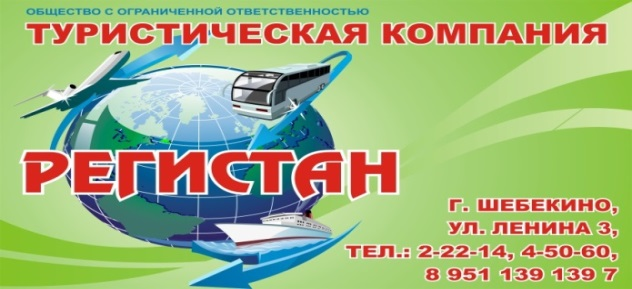 ОБЩЕСТВО С ОГРАНИЧЕННОЙ ОТВЕТСТВЕННОСТЬЮ
ТУРИСТИЧЕСКАЯ КОМПАНИЯ
РЕГИСТАН
Г. ШЕБЕКИНО,
УЛ. ЛЕНИНА 3,
ТЕЛ.: 2-22-14, 4-50-60,
8 951 139 139 7